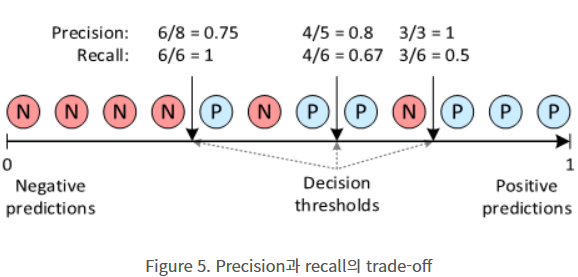 Precision: 6/8 = 0.75 4/5 = 0.8 3/3 = 1
Recall: 6/6 = 1 4/6 = 0.67 3/6 = 0.5
N N N N P N P P N P P P
0 1
Negative predictions
Decision thresholds
Positive predictions
Figure 5. Precision과 recall의 trade-off